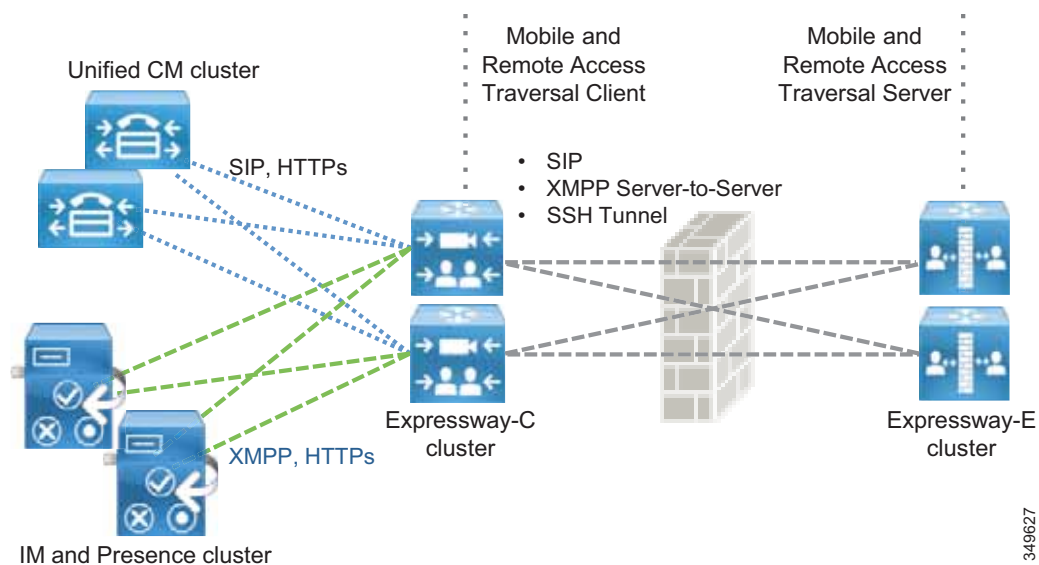 Unified CM cluster
SIP, HTTPs
Mobile and
Remote Access
Traversal Client
Mobile and
Remote Access
Traversal Server
• SIP
• XMPP Server-to-Server
• SSH Tunnel
Expressway-C
cluster
Expressway-E
cluster
XMPP, HTTPs
IM and Presence cluster
349627